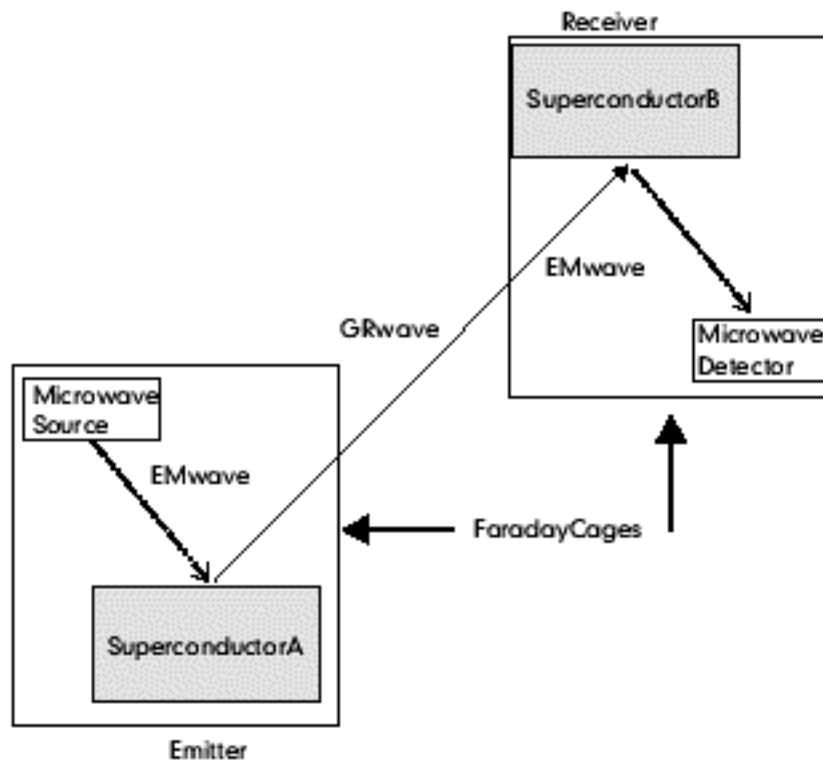 Receiver
SuperconductorB
EMwave
GRwave
Microwave
Detector
Microwave
Source
EMwave
FaradayCages
SuperconductorA
Emitter